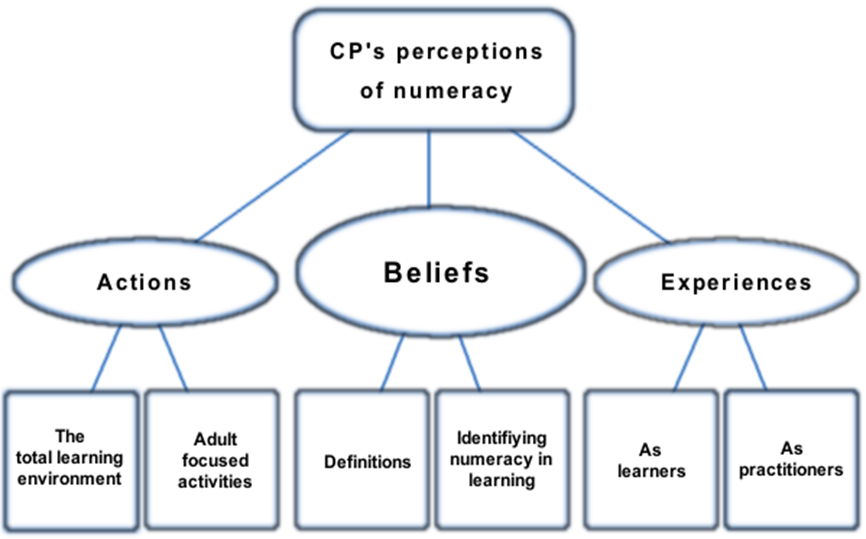 CP's perceptions
of numeracy
Actions
Beliefs
Experiences
The
total learning
environment
Adult
focused
activities
Definitions
Identifiying
numeracy in
learning
As
learners
As
practitioners